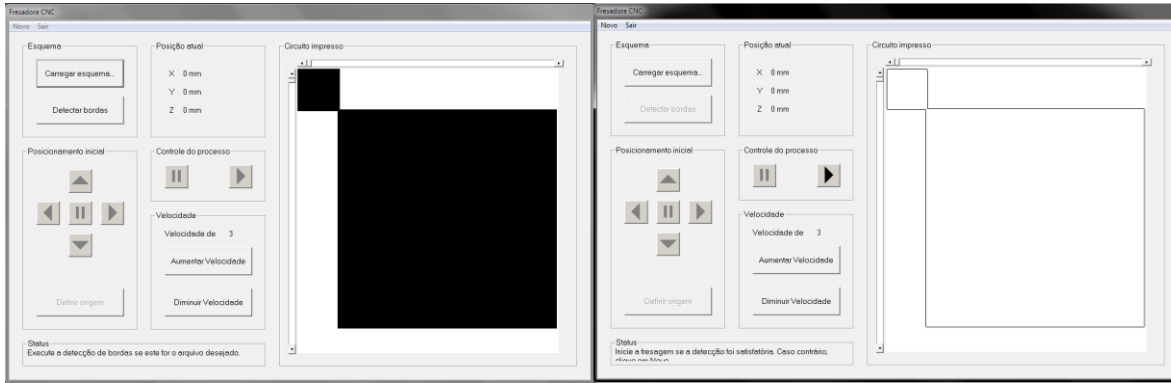 Fresadora CNC
Novo Sair
Esquema
Carregar esquema...
Detectar bordas
Posição atual
X 0 mm
Y 0 mm
Z 0 mm
Circuito impresso
Posicionamento inicial
Definir origem
Controle do processo
Velocidade
Velocidade de 3
Aumentar Velocidade
Diminuir Velocidade
Status
Execute a detecção de bordas se este for o arquivo desejado.
Fresadora CNC
Novo Sair
Esquema
Carregar esquema...
Detectar bordas
Posição atual
X 0 mm
Y 0 mm
Z 0 mm
Circuito impresso
Posicionamento inicial
Definir origem
Controle do processo
Velocidade
Velocidade de 3
Aumentar Velocidade
Diminuir Velocidade
Status
Inicie a fresagem se a detecção foi satisfatória. Caso contrário,
clique em Novo